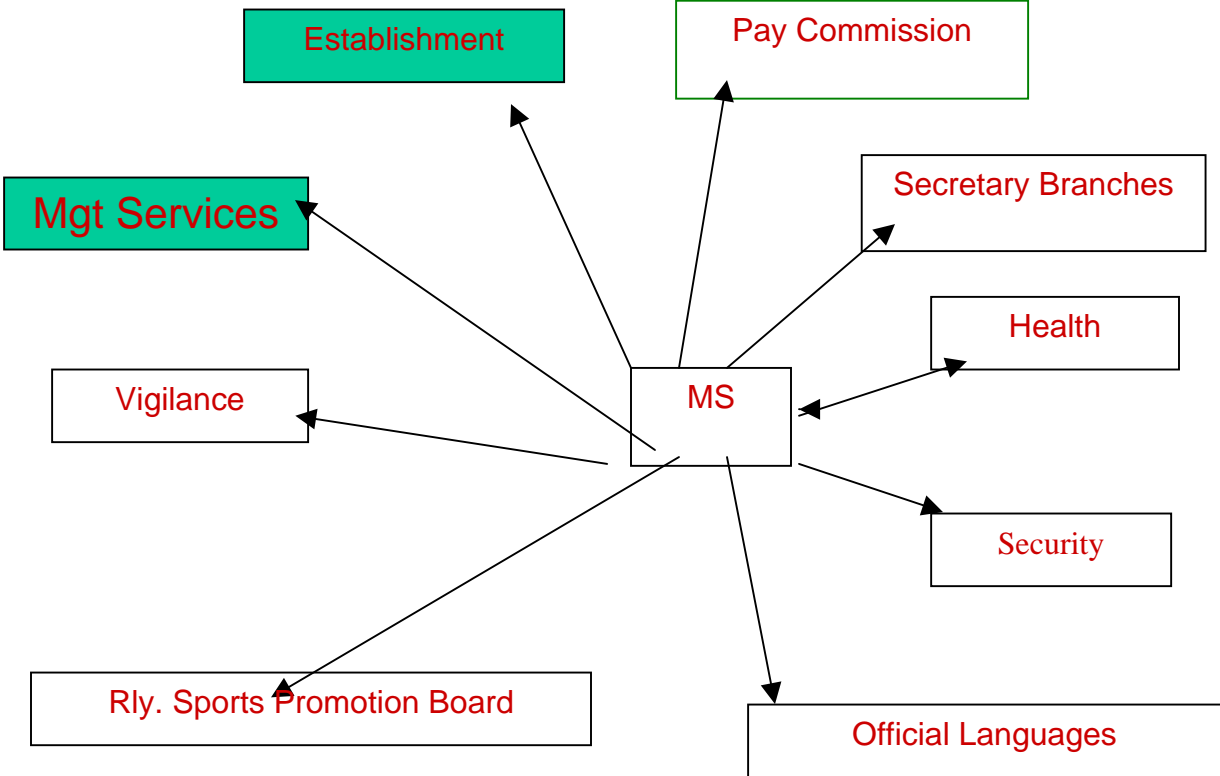 Establishment
Pay Commission
Secretary Branches
Mgt Services
Health
MS
Vigilance
Security
Rly. Sports Promotion Board
Official Languages